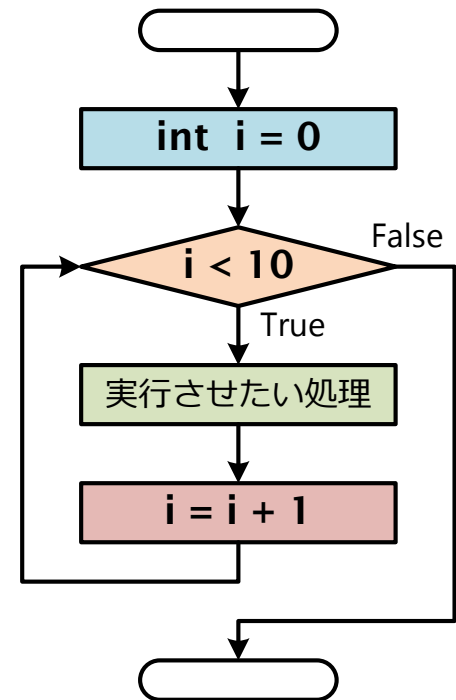 int i = 0
i < 10
False
True
実行させたい処理
i = i + 1